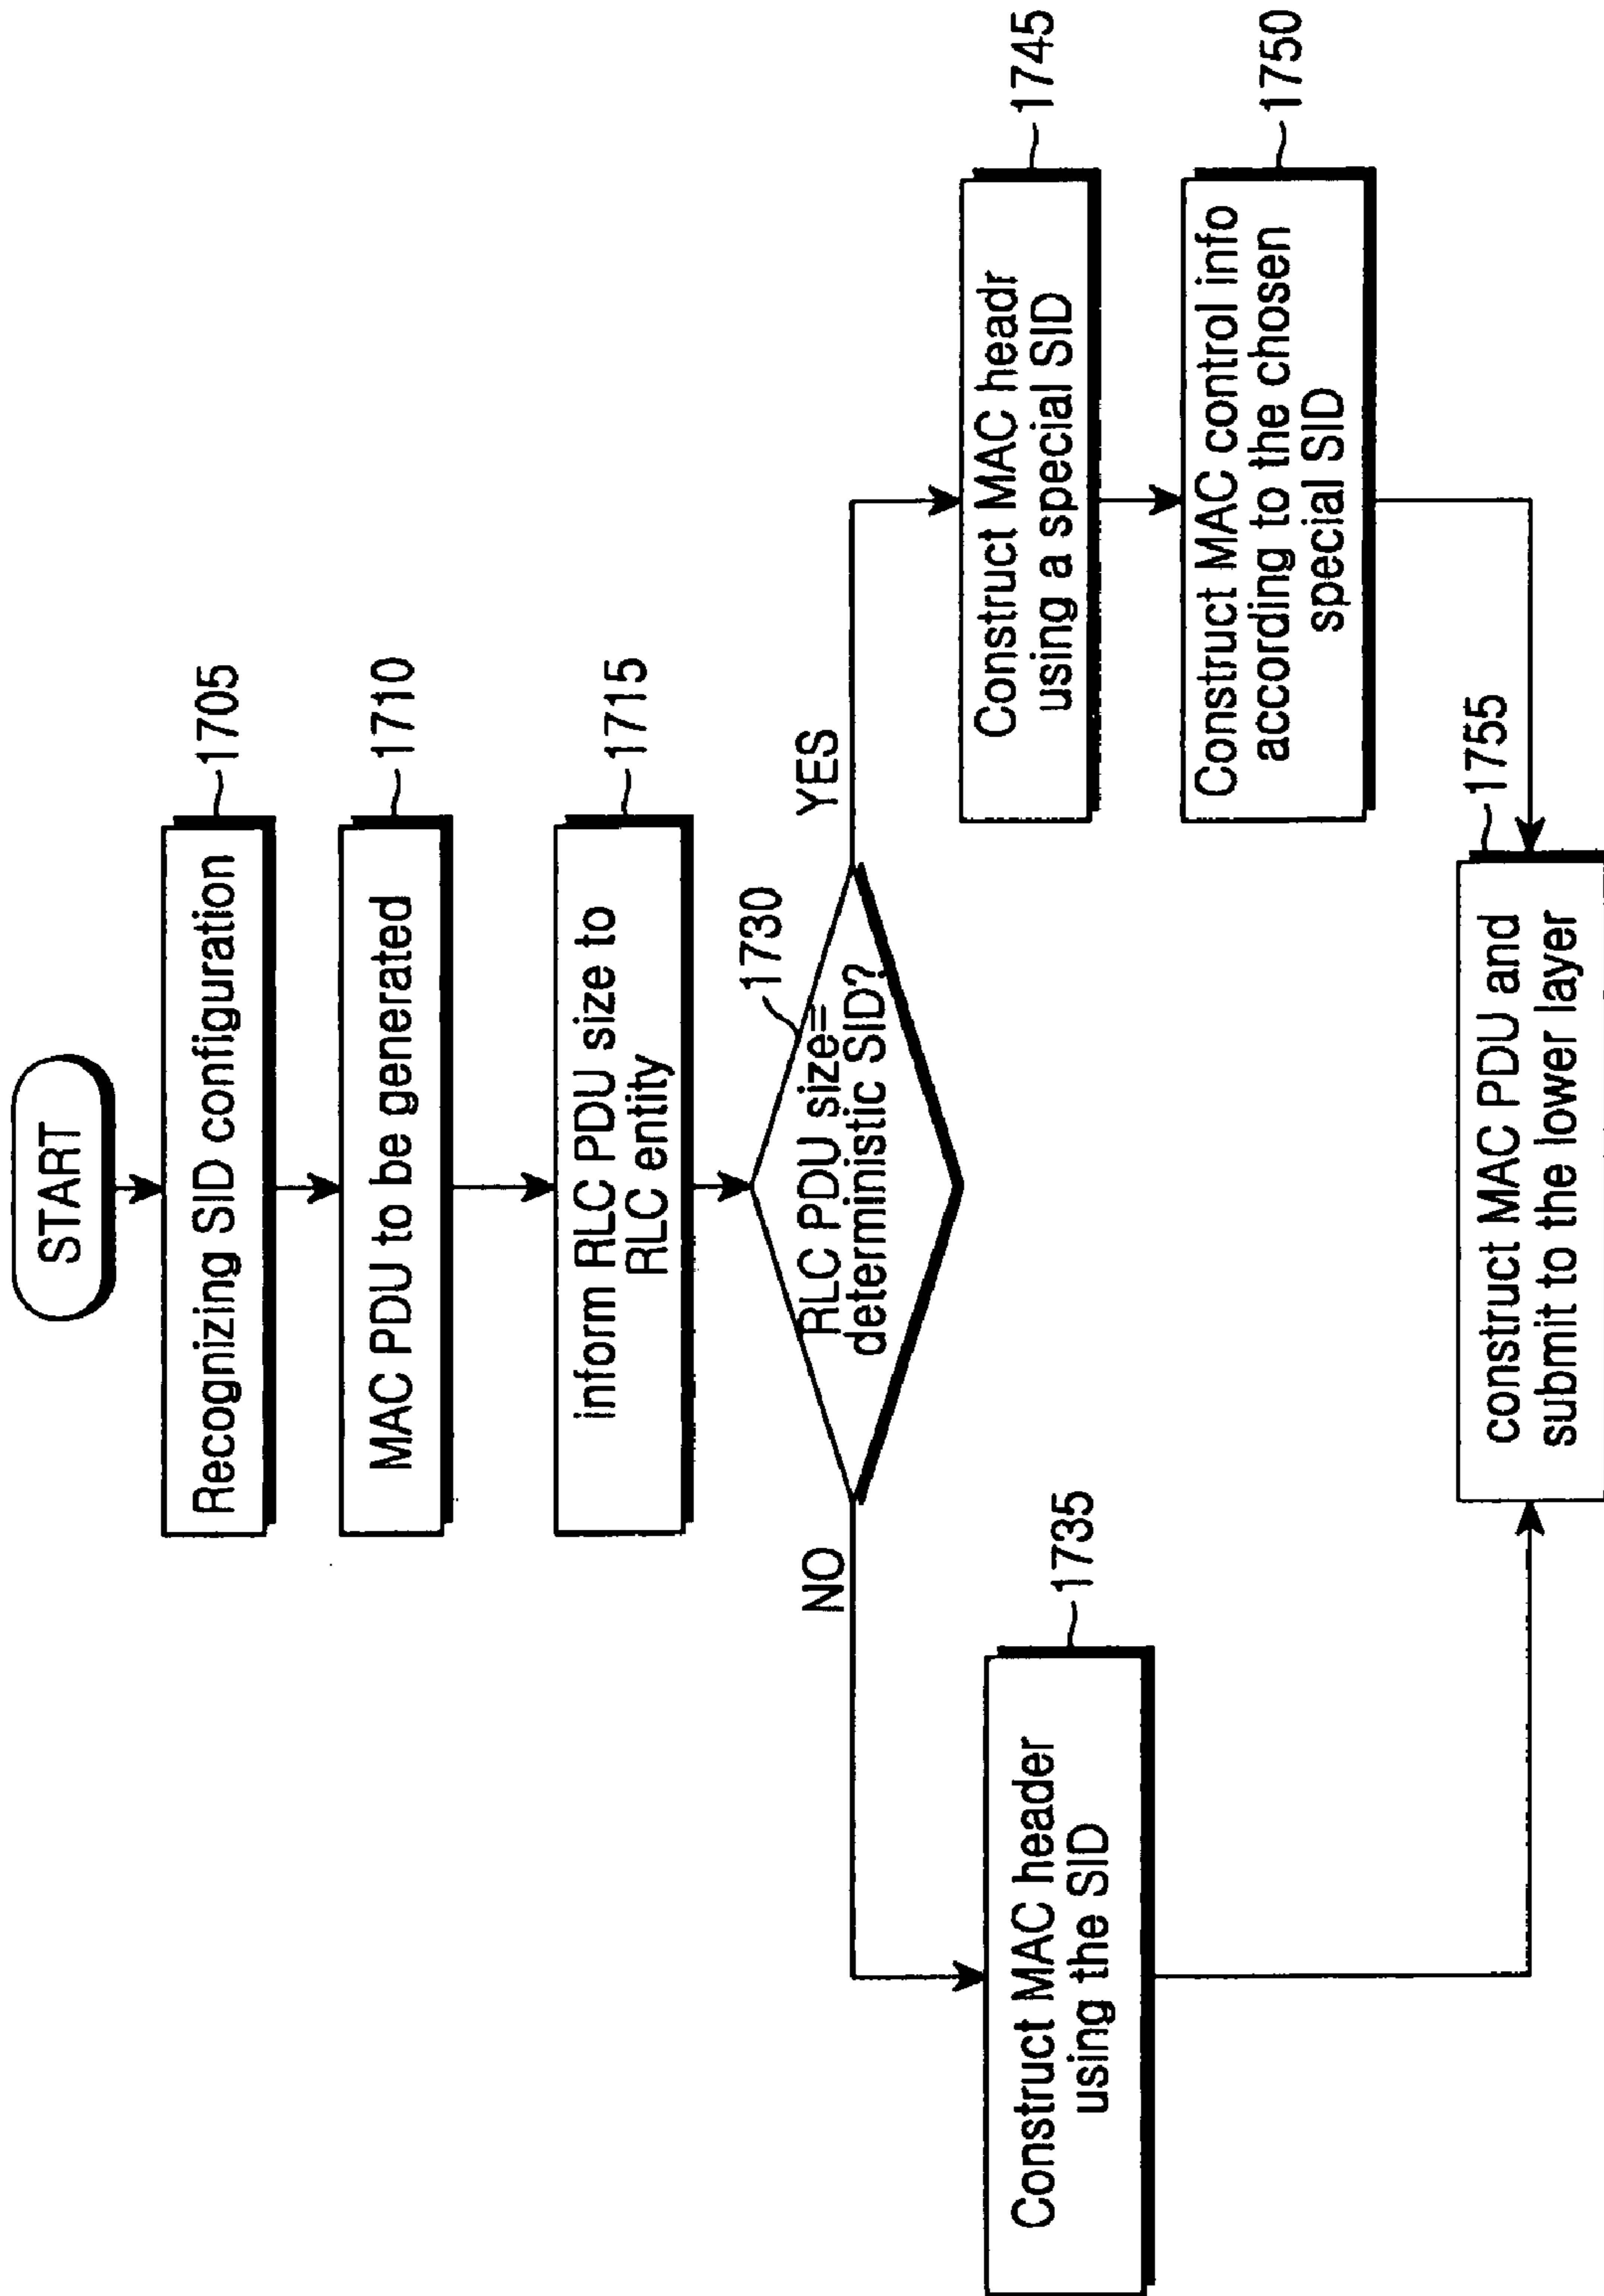 START
Recognizing SID configuration
1705
MAC PDU to be generated
1710
inform RLC PDU size to
RLC entity
1715
RLC PDU size=
deterministic SID?
1730
NO
YES
Construct MAC header
using the SID
1735
Construct MAC headr
using a special SID
1745
Construct MAC control info
according to the chosen
special SID
1750
construct MAC PDU and
submit to the lower layer
1755